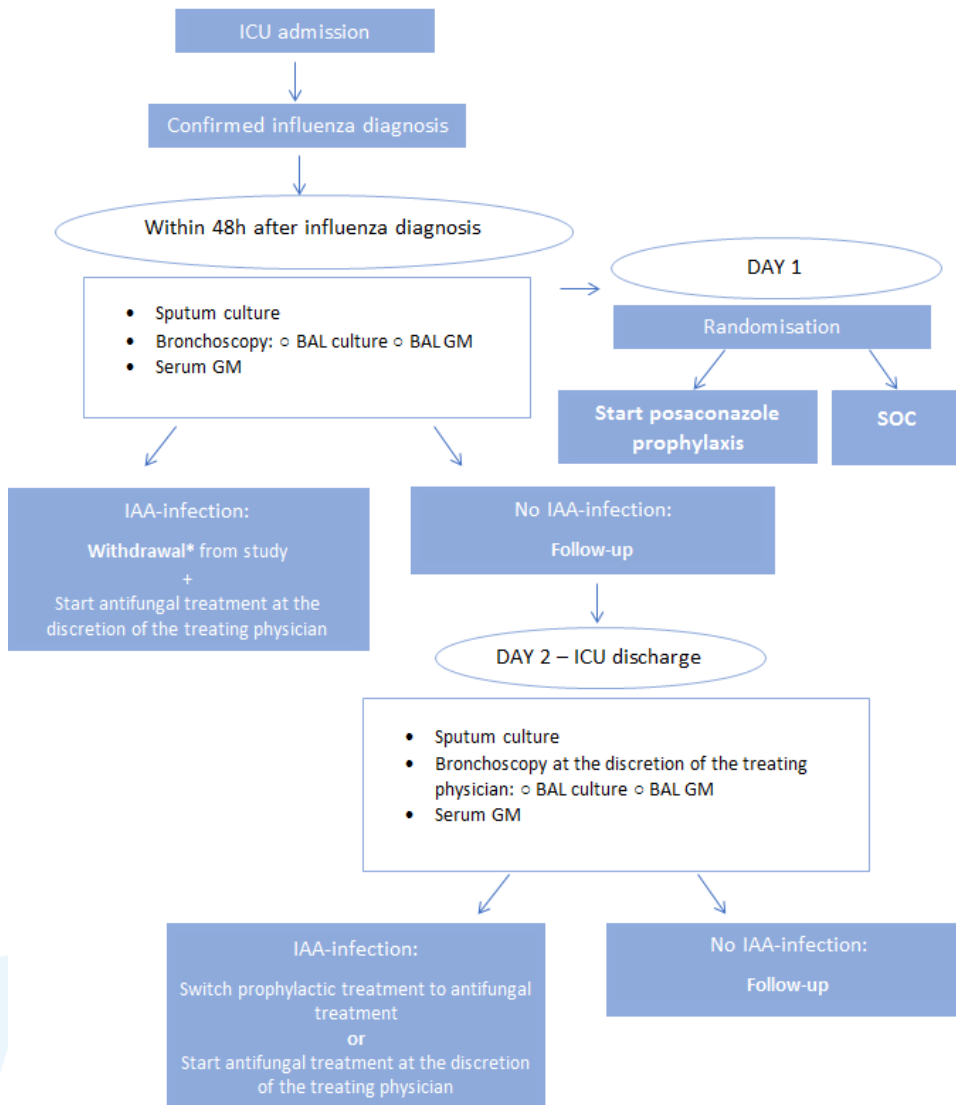 ICU admission
Confirmed influenza diagnosis
Within 48h after influenza diagnosis
• Sputum culture
• Bronchoscopy: ○ BAL culture ○ BAL GM
• Serum GM
DAY 1
Randomisation
Start posaconazole
prophylaxis
SOC
IAA-infection:
Withdrawal* from study
+
Start antifungal treatment at the
discretion of the treating physician
No IAA-infection:
Follow-up
DAY 2 – ICU discharge
• Sputum culture
• Bronchoscopy at the discretion of the treating
physician: ○ BAL culture ○ BAL GM
• Serum GM
IAA-infection:
Switch prophylactic treatment to antifungal
treatment
or
Start antifungal treatment at the discretion
of the treating physician
No IAA-infection:
Follow-up